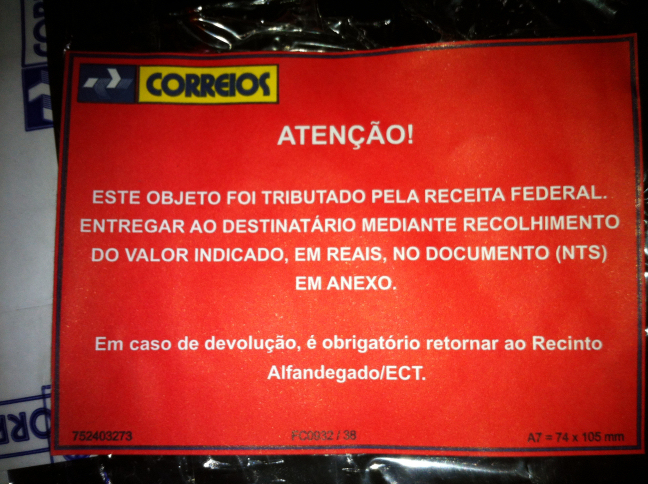 CORREIOS
ATENÇÃO!
ESTE OBJETO FOI TRIBUTADO PELA RECEITA FEDERAL.
ENTREGAR AO DESTINATÁRIO MEDIANTE RECOLHIMENTO
DO VALOR INDICADO, EM REAIS, NO DOCUMENTO (NTS)
EM ANEXO.
Em caso de devolução, é obrigatório retornar ao Recinto
Alfandegado/ECT.
752403273
FC0032 / 38
A7 = 74 x 105 mm